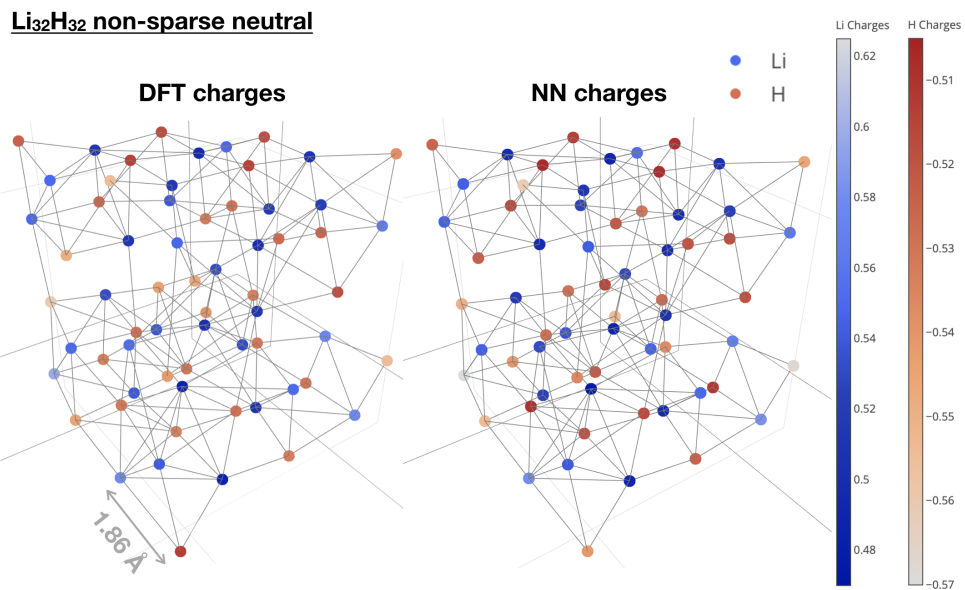 Li₃₂H₃₂ non-sparse neutral
Li Charges
H Charges
Li
H
DFT charges
NN charges
0.62
0.6
0.58
0.56
0.54
0.52
0.5
0.48
−0.51
−0.52
−0.53
−0.54
−0.55
−0.56
−0.57
1.86 Å